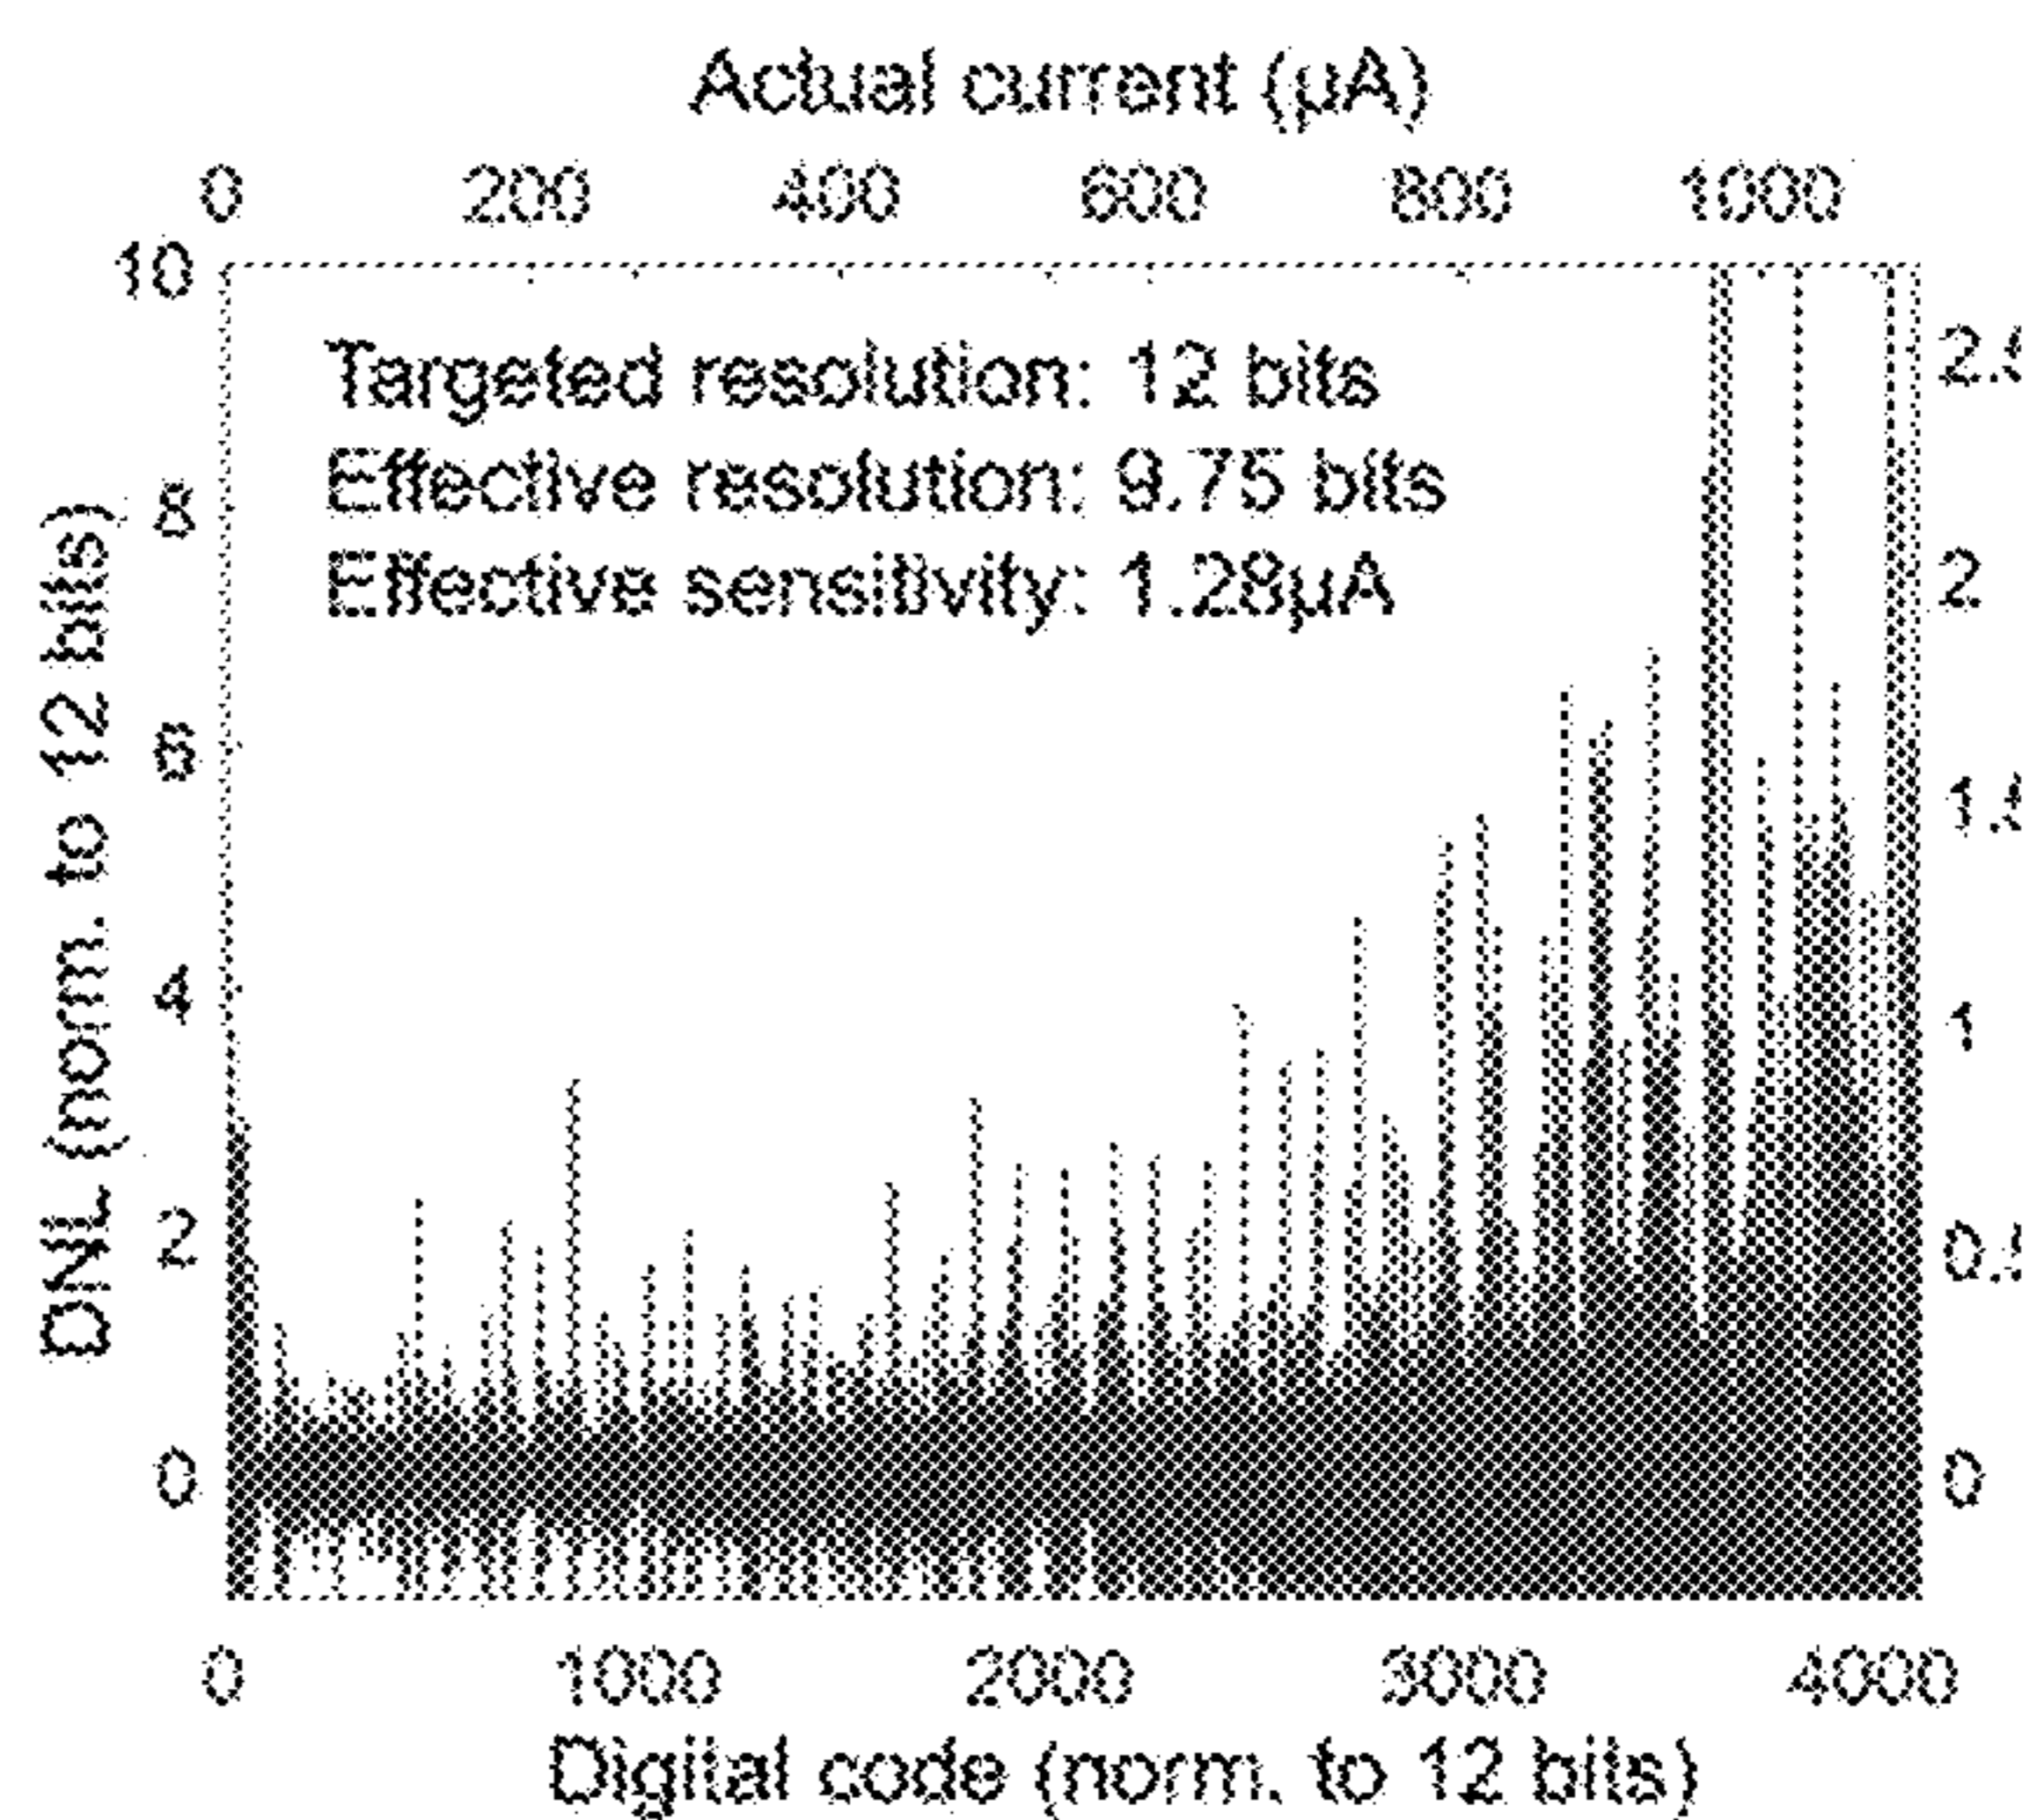 Actual current (µA)
0 200 400 600 800 1000
10
8
6
4
2
0
DNL (norm. to 12 bits)
Targeted resolution: 12 bits
Effective resolution: 9.75 bits
Effective sensitivity: 1.28µA
2
1
0
0 1000 2000 3000 4000
Digital code (norm. to 12 bits)